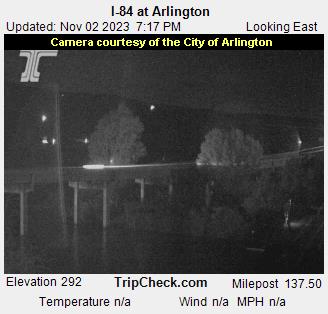 I-84 at Arlington
Updated: Nov 02 2023 7:17 PM Looking East
Camera courtesy of the City of Arlington
Elevation 292 TripCheck.com Milepost 137.50
Temperature n/a Wind n/a MPH n/a